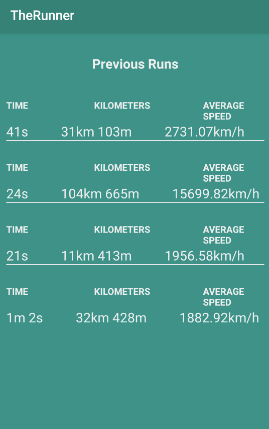 TheRunner
Previous Runs
TIME KILOMETERS AVERAGE SPEED
41s 31km 103m 2731.07km/h
TIME KILOMETERS AVERAGE SPEED
24s 104km 665m 15699.82km/h
TIME KILOMETERS AVERAGE SPEED
21s 11km 413m 1956.58km/h
TIME KILOMETERS AVERAGE SPEED
1m 2s 32km 428m 1882.92km/h